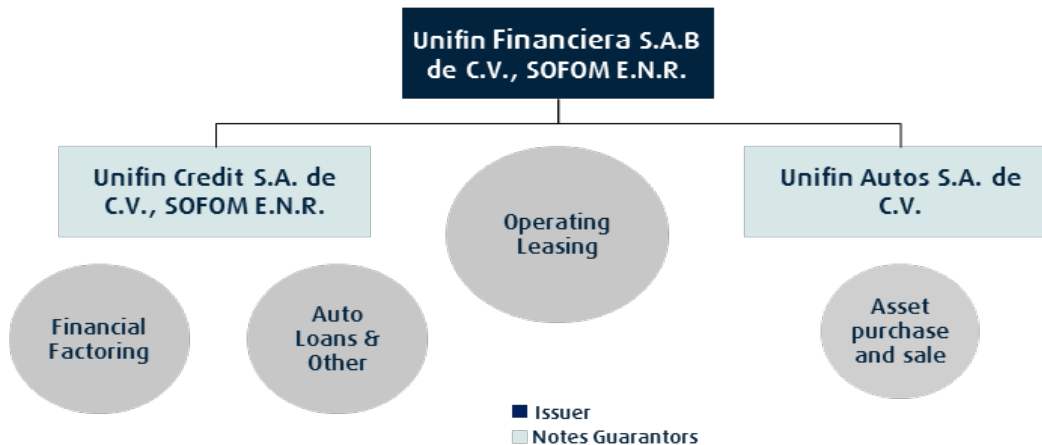 Unifin Financiera S.A.B
de C.V., SOFOM E.N.R.
Unifin Credit S.A. de
C.V., SOFOM E.N.R.
Operating
Leasing
Unifin Autos S.A. de
C.V.
Financial
Factoring
Auto
Loans &
Other
Asset
purchase
and sale
Issuer
Notes Guarantors